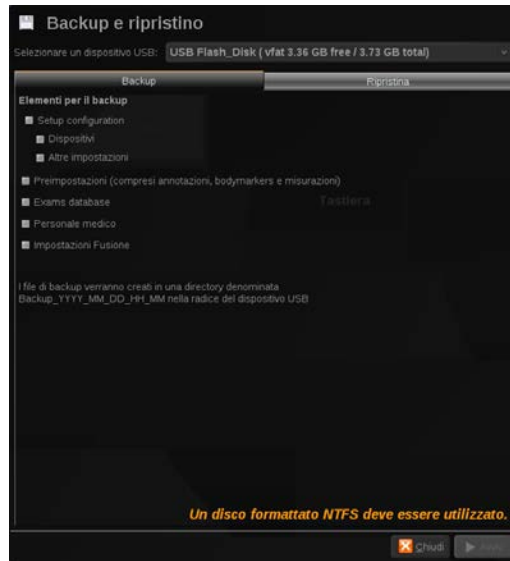 Backup e ripristino
Selezionare un dispositivo USB: USB Flash_Disk ( vfat 3.36 GB free / 3.73 GB total)
Backup Ripristina
Elementi per il backup
Setup configuration
Dispositivi
Altre impostazioni
Preimpostazioni (compresi annotazioni, bodymarkers e misurazioni)
Exams database Tastiera
Personale medico
Impostazioni Fusione
I file di backup verranno creati in una directory denominata
Backup_YYYY_MM_DD_HH_MM nella radice del dispositivo USB
Un disco formattato NTFS deve essere utilizzato.
Chiudi